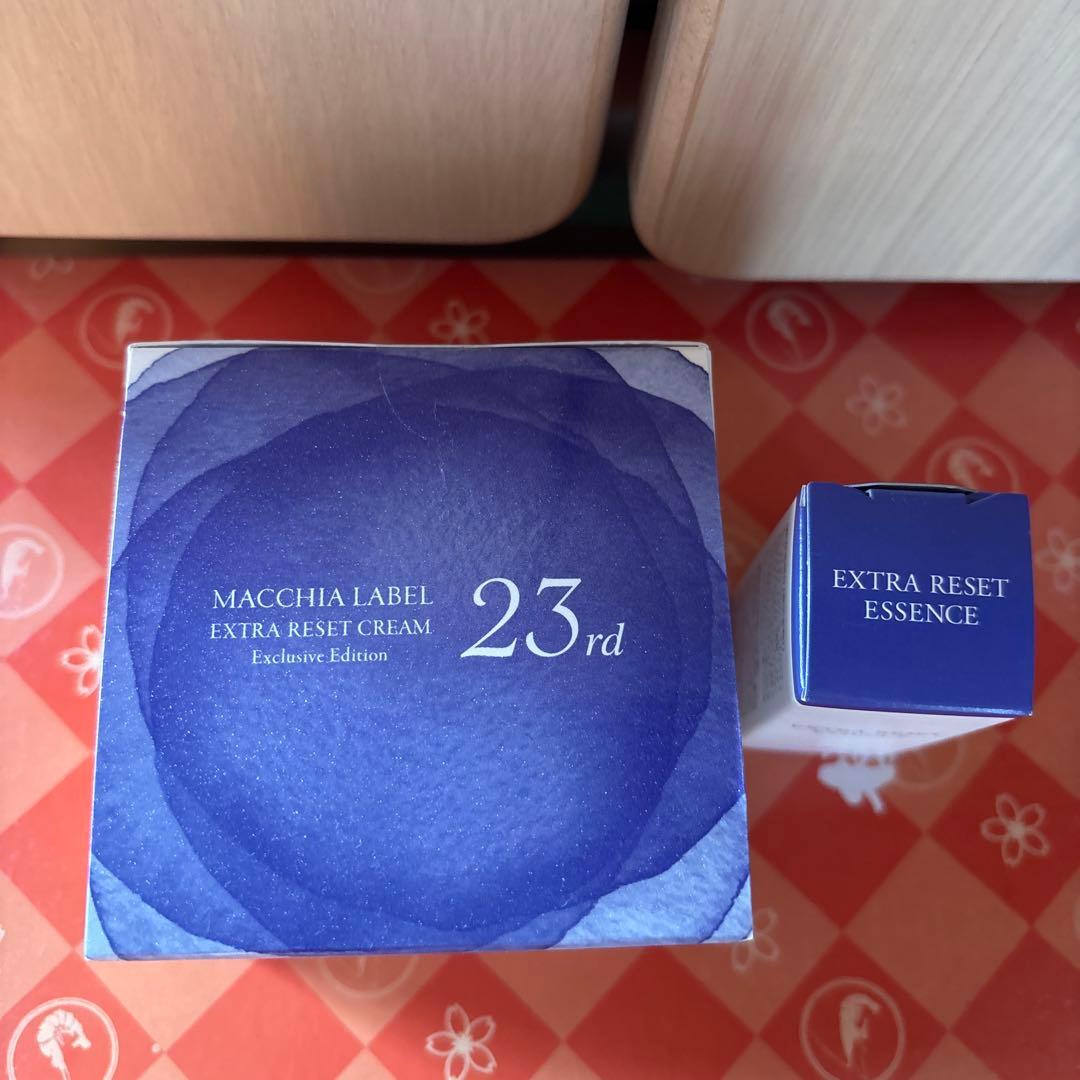 MACCHIA LABEL
EXTRA RESET CREAM
Exclusive Edition
23rd
EXTRA RESET
ESSENCE